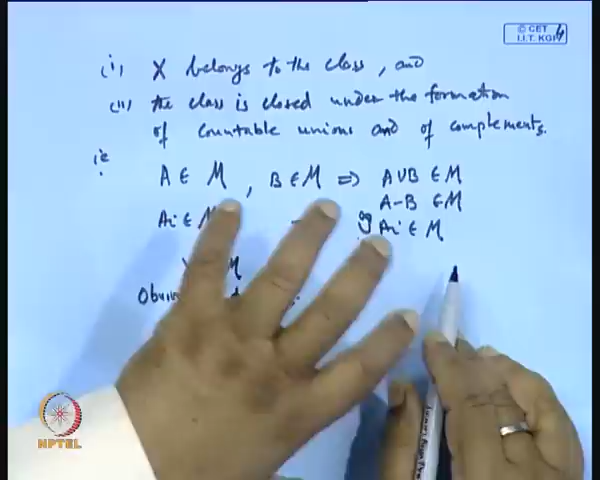 © CET
I.I.T. KGP
(i) X belongs to the class, and
(ii) the class is closed under the formation
of countable unions and of complements.
ie
A ∈ M, B ∈ M ⇒ A∪B ∈ M
A-B ∈ M
Ai ∈ M Ai ∈ M
M
NPTEL